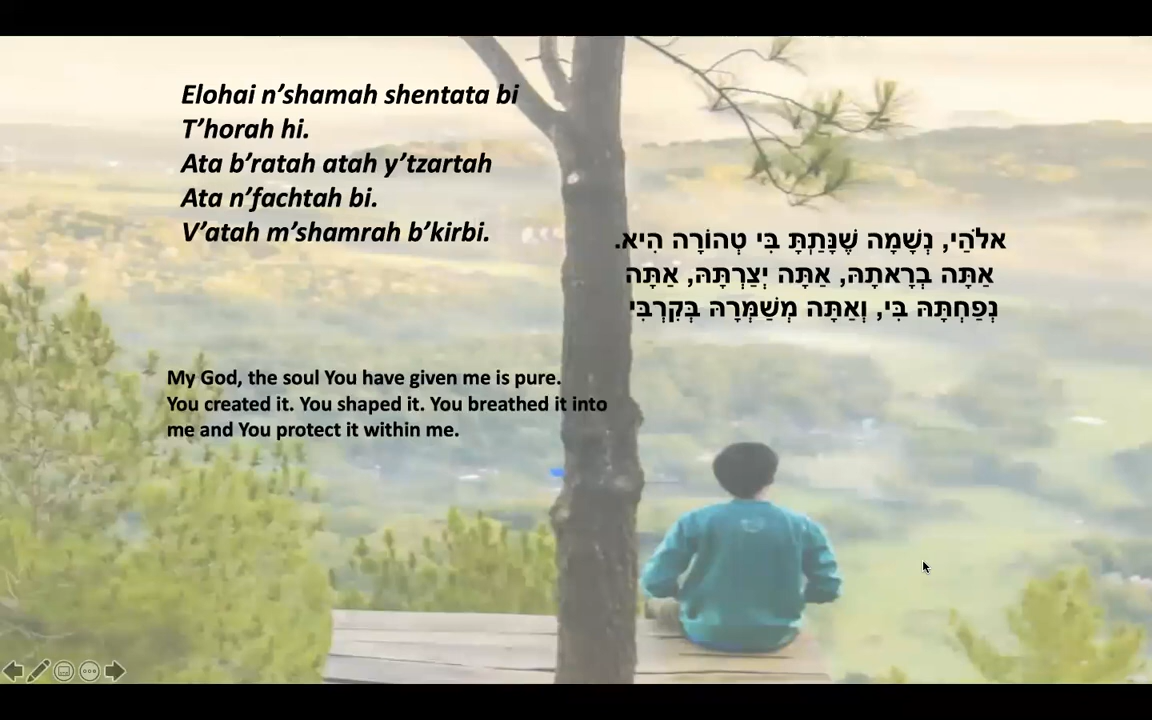 Elohai n’shamah shentata bi
T’horah hi.
Ata b’ratah atah y’tzartah
Ata n’fachtah bi.
V’atah m’shamrah b’kirbi.
אלֹהַי, נְשָׁמָה שֶׁנָּתַתָּ בִּי טְהוֹרָה הִיא.
אַתָּה בְרָאתָהּ, אַתָּה יְצַרְתָּהּ, אַתָּה
נְפַחְתָּהּ בִּי, וְאַתָּה מְשַׁמְּרָהּ בְּקִרְבִּי
My God, the soul You have given me is pure.
You created it. You shaped it. You breathed it into
me and You protect it within me.